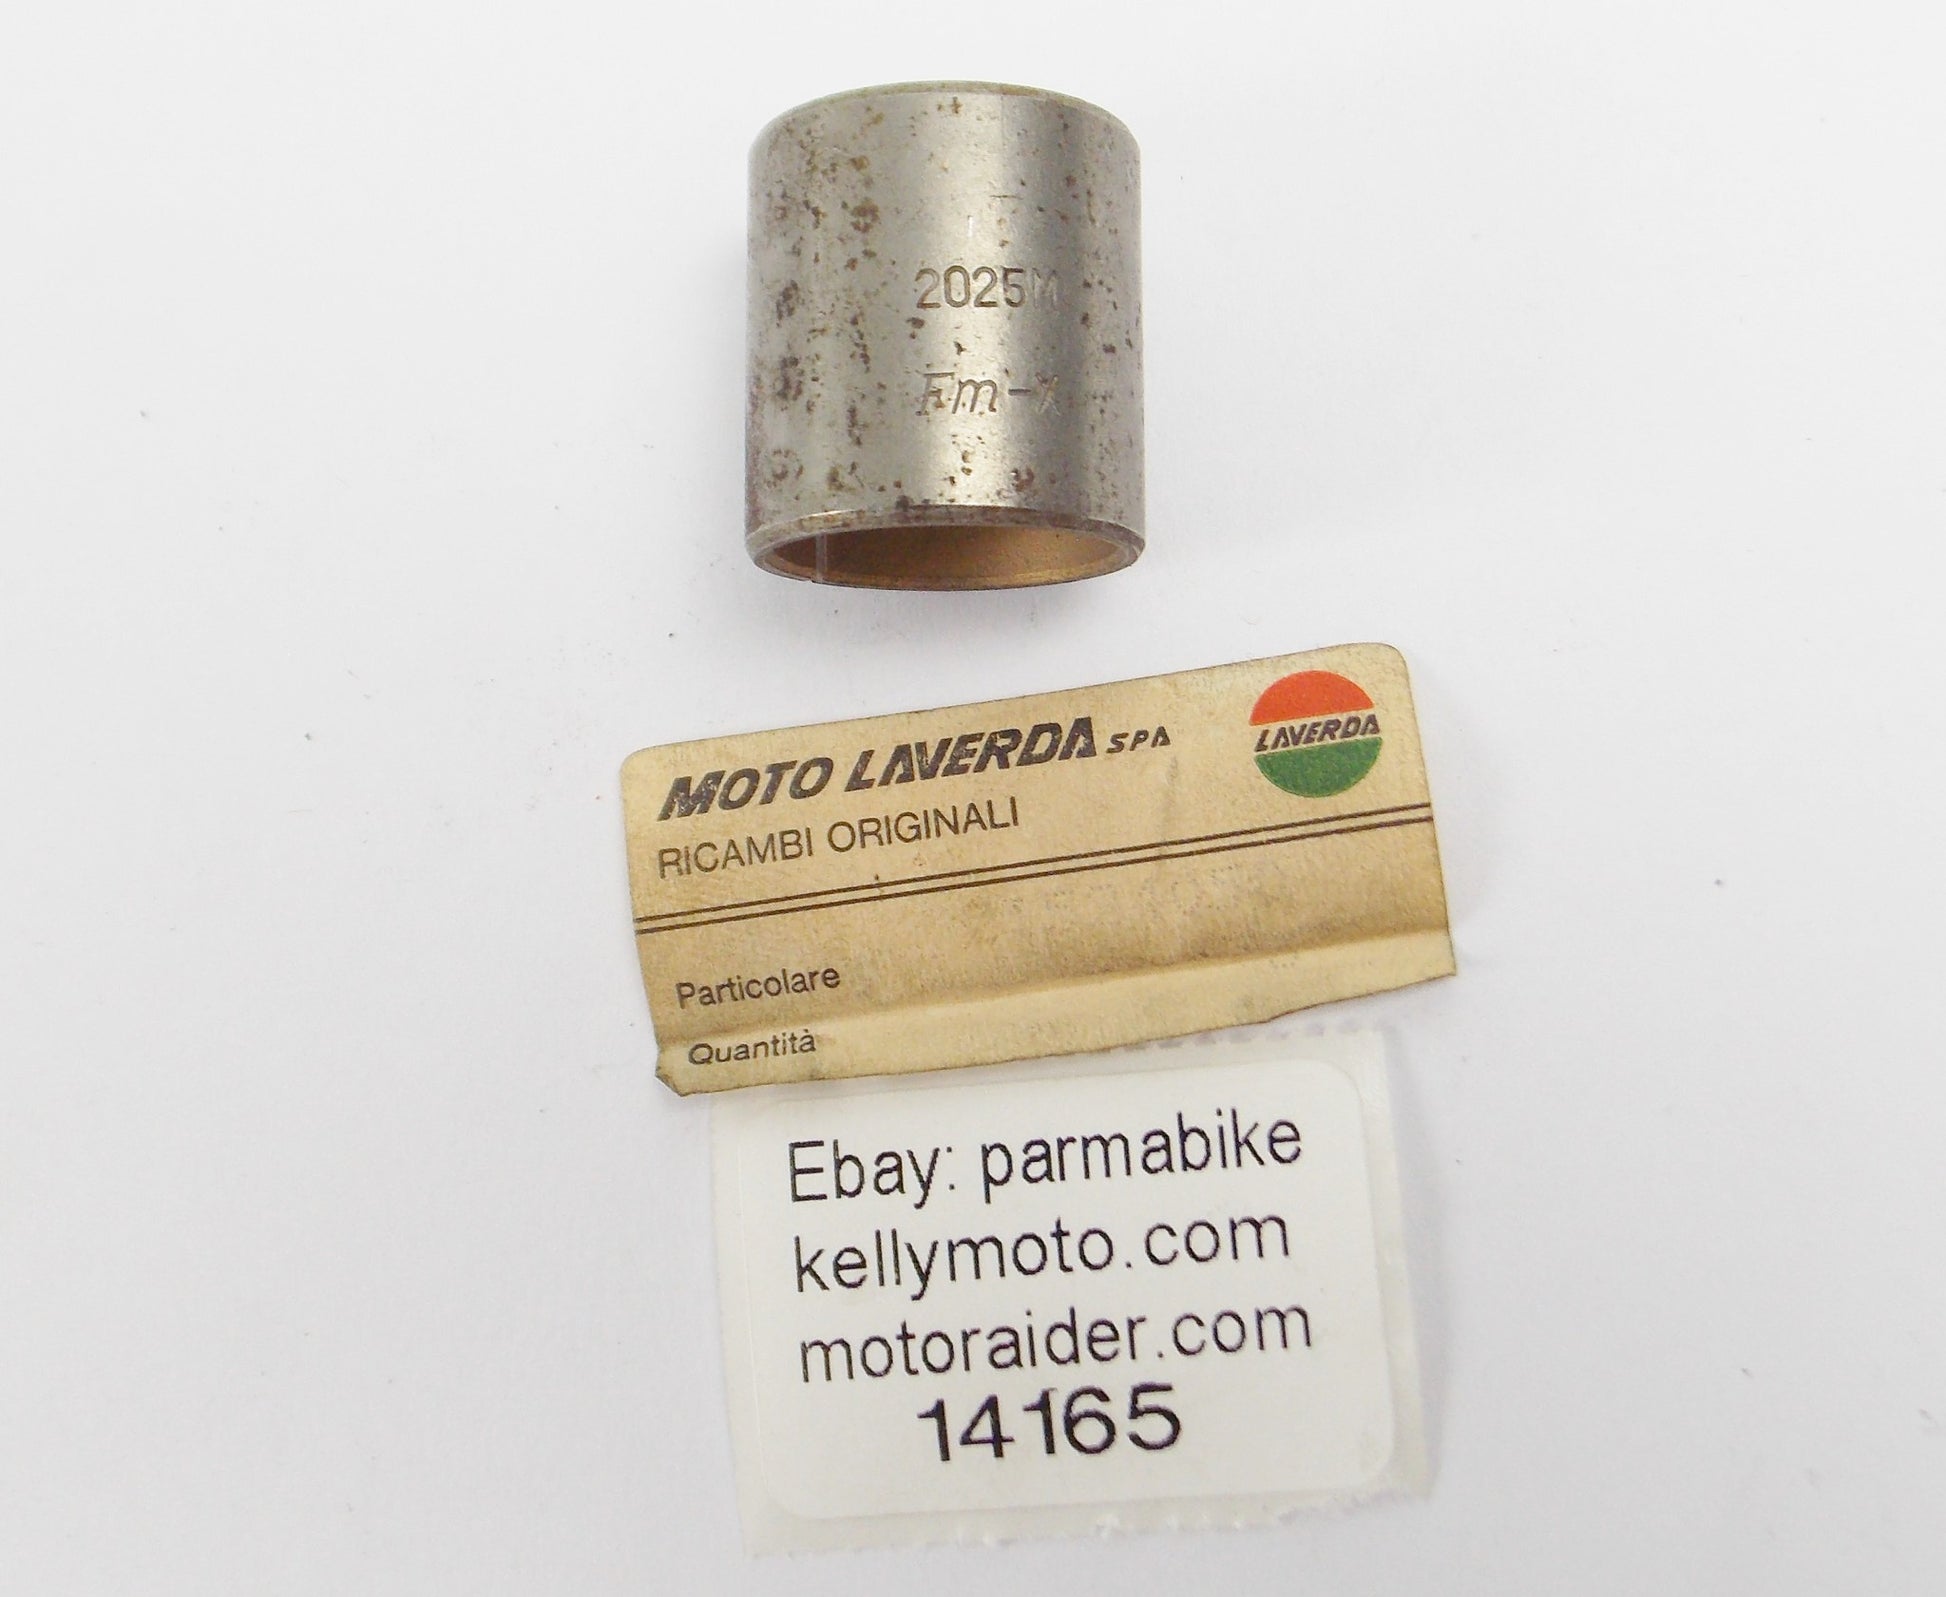 2025M
Fm-x
MOTO LAVERDA SPA
LAVERDA
RICAMBI ORIGINALI
Particolare
Quantità
Ebay: parmabike
kellymoto.com
motoraider.com
14165